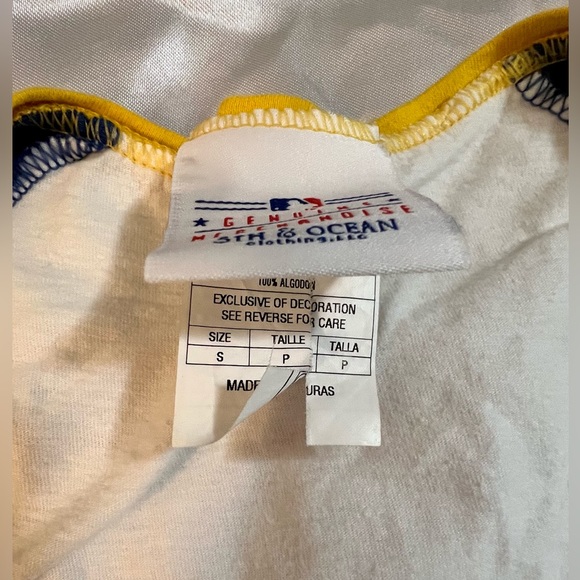 GENUINE
MERCHANDISE
5TH & OCEAN
Clothing, LLC
100% ALGODON
EXCLUSIVE OF DECORATION
SEE REVERSE FOR CARE
SIZE TAILLE TALLA
S P P
MADE URAS